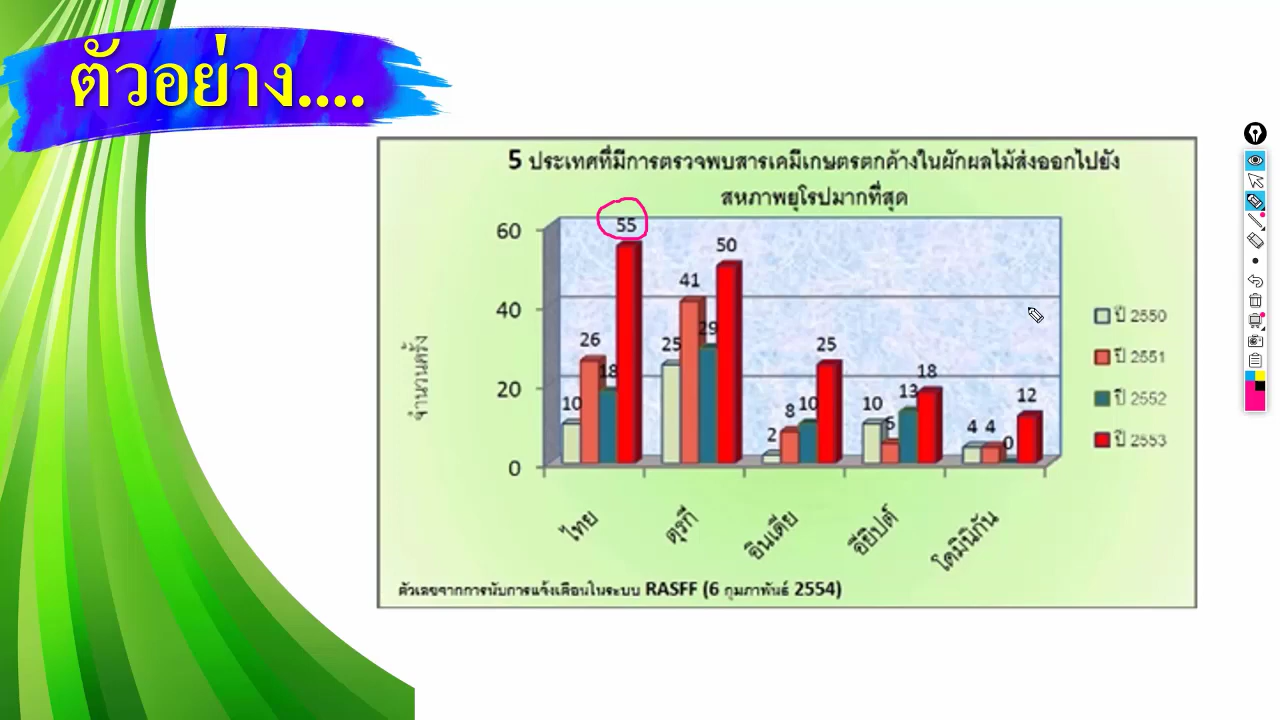 ตัวอย่าง....
5 ประเทศที่มีการตรวจพบสารเคมีเกษตรตกค้างในผักผลไม้ส่งออกไปยัง
สหภาพยุโรปมากที่สุด
จำนวนครั้ง
60
40
20
0
10 26 18 55
25 41 29 50
2 8 10 25
10 5 13 18
4 4 0 12
ไทย ตุรกี อินเดีย อียิปต์ โดมินิกัน
ปี 2550
ปี 2551
ปี 2552
ปี 2553
ตัวเลขจากการนับการแจ้งเตือนในระบบ RASFF (6 กุมภาพันธ์ 2554)